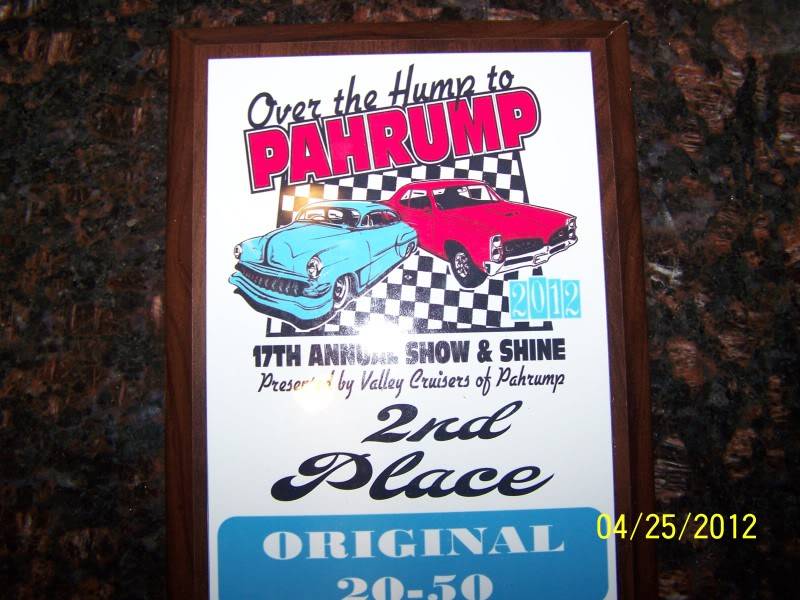 Over the Hump to
PAHRUMP
2012
17TH ANNUAL SHOW & SHINE
Presented by Valley Cruisers of Pahrump
2nd
Place
ORIGINAL
20-50
04/25/2012